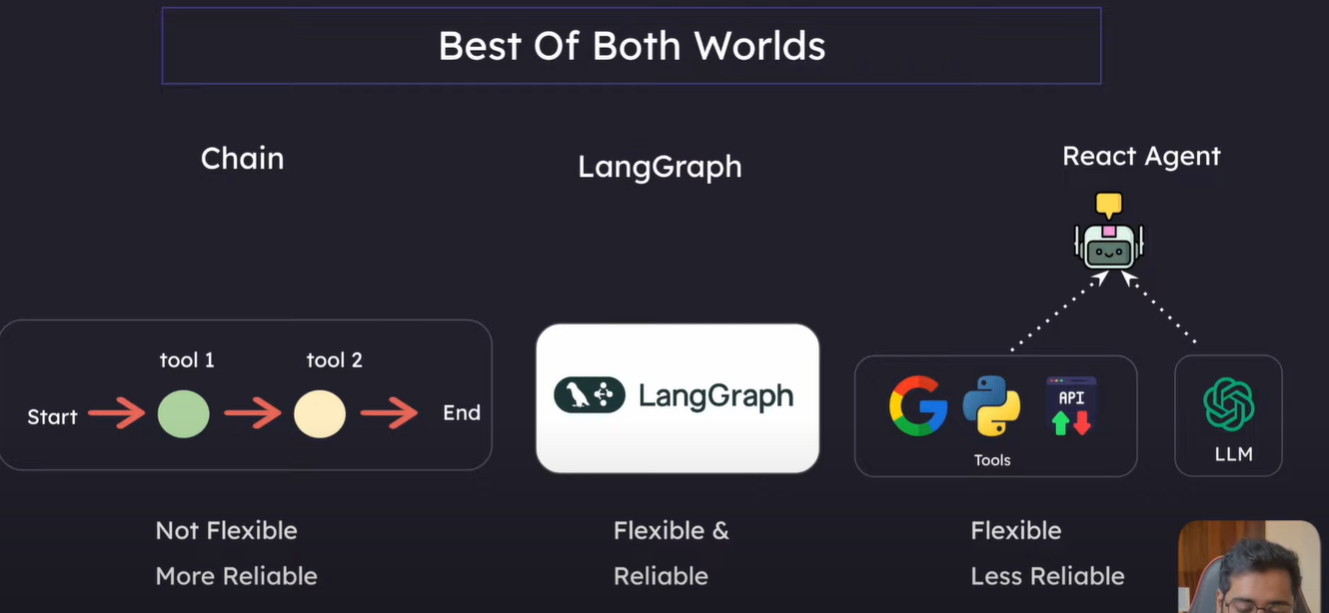 Best Of Both Worlds
Chain
LangGraph
React Agent
tool 1
tool 2
Start
End
LangGraph
API
Tools
LLM
Not Flexible
More Reliable
Flexible &
Reliable
Flexible
Less Reliable